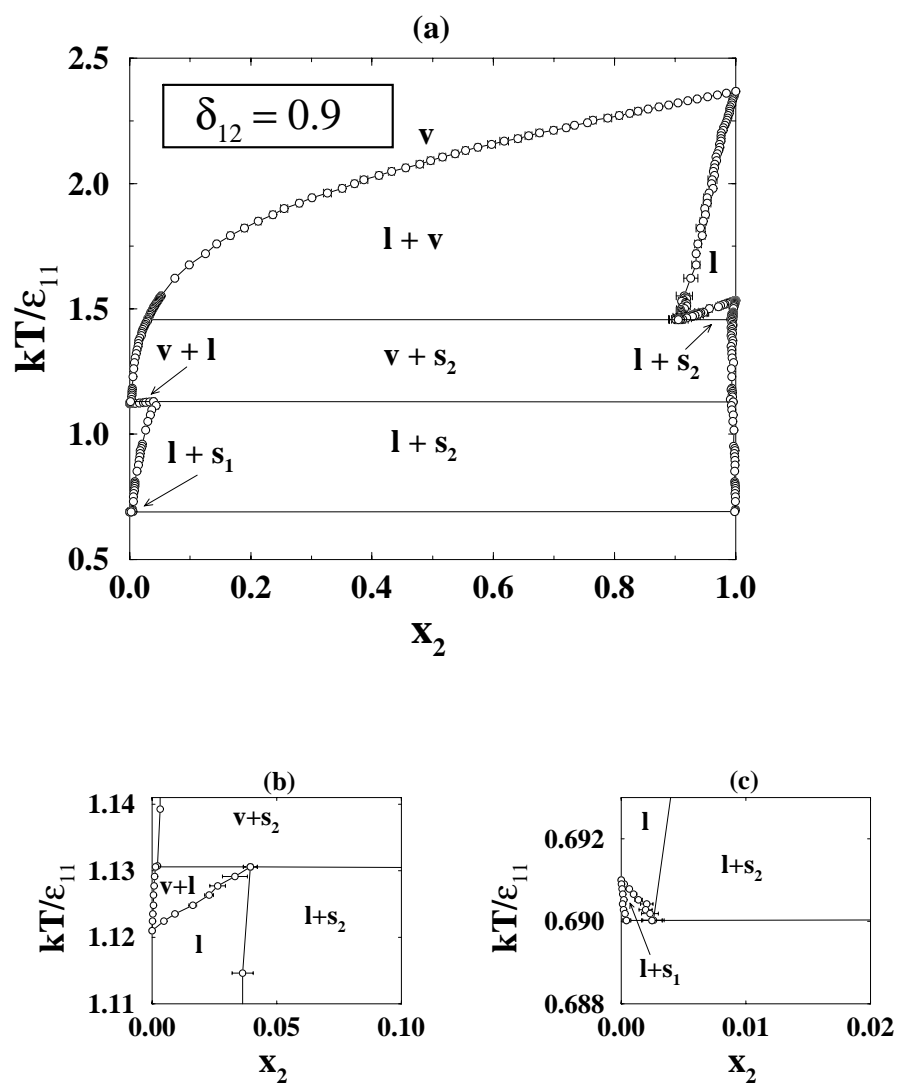 (a)
δ₁₂ = 0.9
v
l + v
l
v + l
v + s₂
l + s₂
l + s₁
l + s₂
2.5
2.0
1.5
1.0
0.5
kT/ε₁₁
0.0 0.2 0.4 0.6 0.8 1.0
x₂
(b)
1.14
1.13
1.12
1.11
kT/ε₁₁
v+s₂
v+l
l
l+s₂
0.00 0.05 0.10
x₂
(c)
0.692
0.690
0.688
kT/ε₁₁
l
l+s₂
l+s₁
0.00 0.01 0.02
x₂